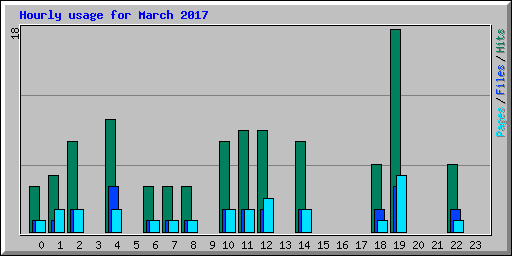 Hourly usage for March 2017
18
Pages/Files/Hits
0 1 2 3 4 5 6 7 8 9 10 11 12 13 14 15 16 17 18 19 20 21 22 23